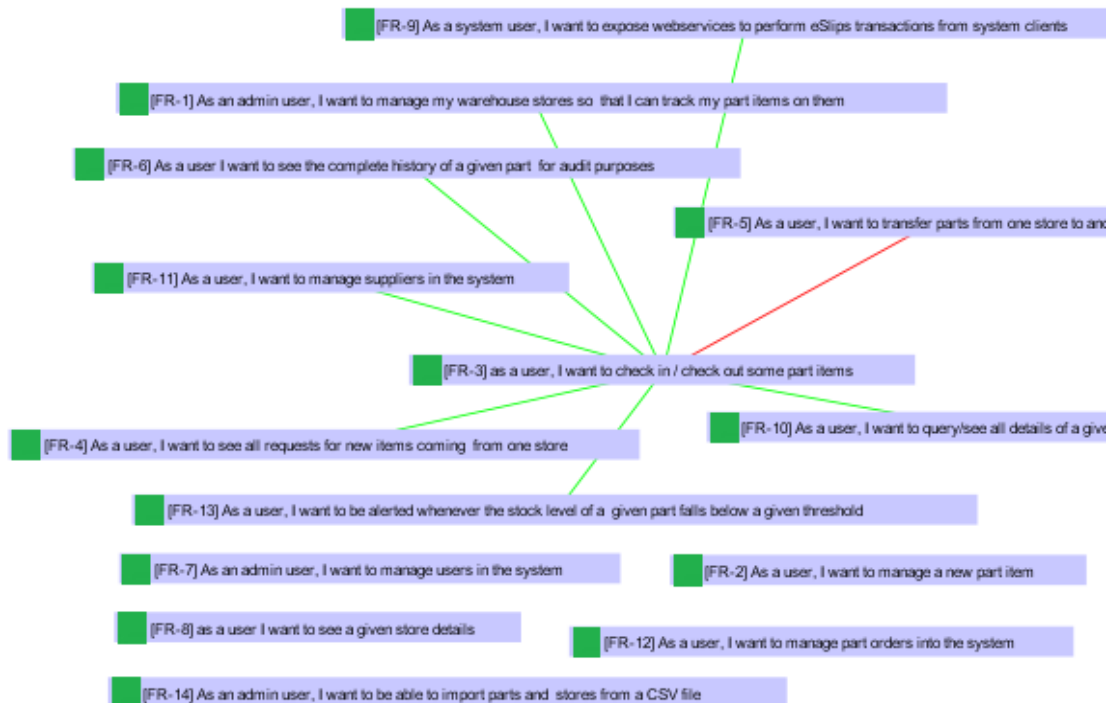 [FR-9] As a system user, I want to expose webservices to perform eSlips transactions from system clients
[FR-1] As an admin user, I want to manage my warehouse stores so that I can track my part items on them
[FR-6] As a user I want to see the complete history of a given part for audit purposes
[FR-5] As a user, I want to transfer parts from one store to
[FR-11] As a user, I want to manage suppliers in the system
[FR-3] as a user, I want to check in / check out some part items
[FR-10] As a user, I want to query/see all details of a
[FR-4] As a user, I want to see all requests for new items coming from one store
[FR-13] As a user, I want to be alerted whenever the stock level of a given part falls below a given threshold
[FR-7] As an admin user, I want to manage users in the system
[FR-2] As a user, I want to manage a new part item
[FR-8] as a user I want to see a given store details
[FR-12] As a user, I want to manage part orders into the system
[FR-14] As an admin user, I want to be able to import parts and stores from a CSV file